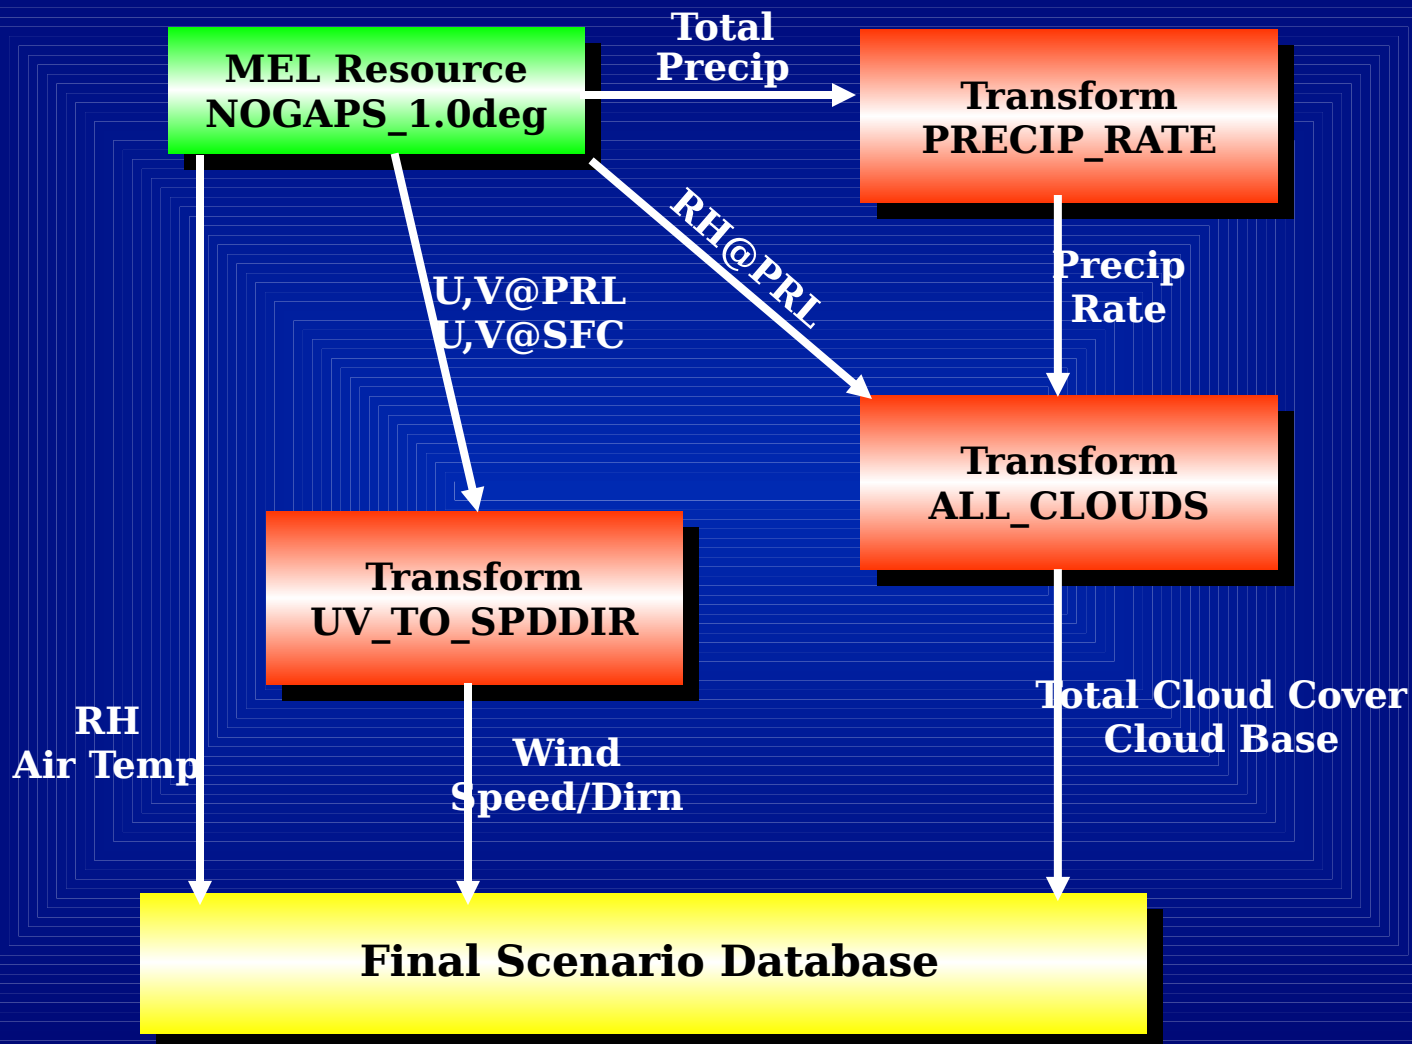 Total
Precip
MEL Resource
NOGAPS_1.0deg
Transform
PRECIP_RATE
RH@PRL
Precip
Rate
U,V@PRL
U,V@SFC
Transform
ALL_CLOUDS
Transform
UV_TO_SPDDIR
Total Cloud Cover
Cloud Base
RH
Air Temp
Wind
Speed/Dirn
Final Scenario Database